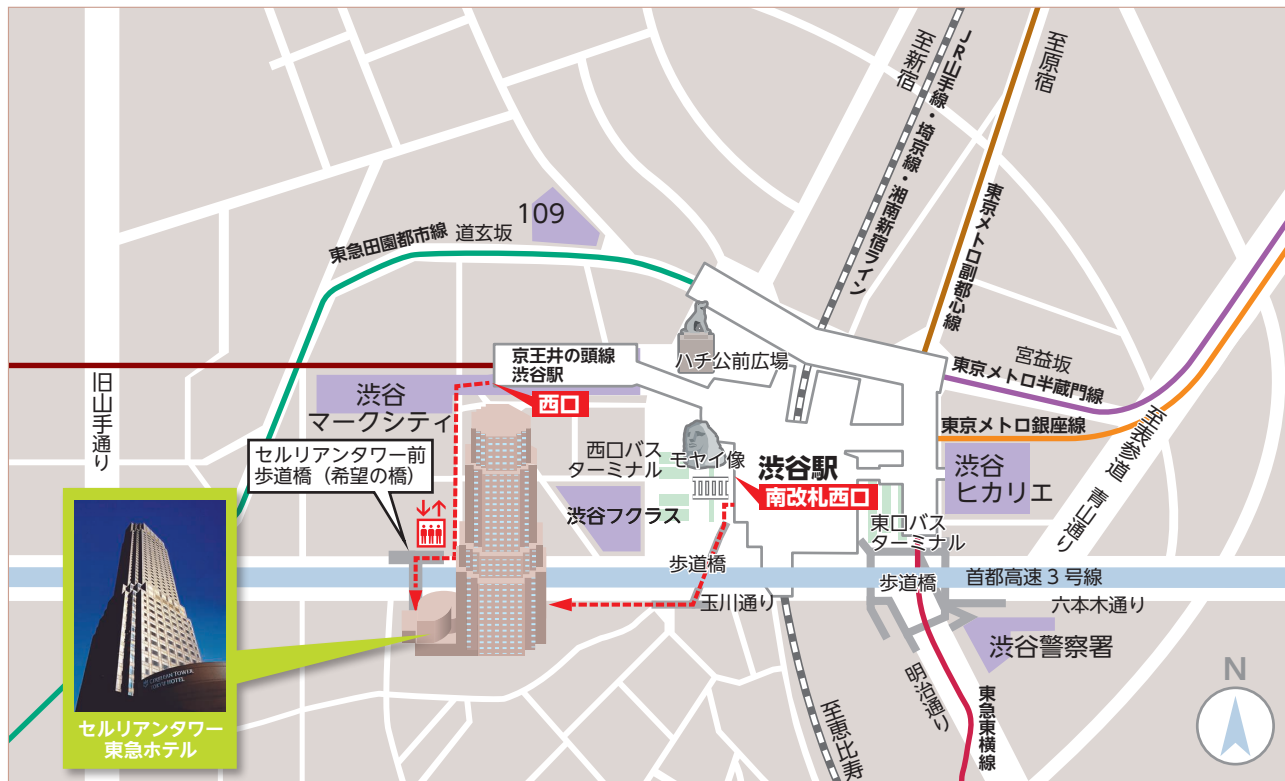 至新宿
JR山手線・埼京線・湘南新宿ライン
至原宿
東京メトロ副都心線
109
東急田園都市線
道玄坂
ハチ公前広場
宮益坂
東京メトロ半蔵門線
京王井の頭線
渋谷駅
西口
旧山手通り
渋谷
マークシティ
東京メトロ銀座線
至表参道
青山通り
セルリアンタワー前
歩道橋（希望の橋）
西口バス
ターミナル
モヤイ像
渋谷駅
南改札西口
渋谷
ヒカリエ
渋谷フクラス
東口バス
ターミナル
歩道橋
歩道橋
首都高速3号線
玉川通り
六本木通り
渋谷警察署
明治通り
東急東横線
至恵比寿
N
CERULEAN TOWER
TOKYU HOTEL
セルリアンタワー
東急ホテル